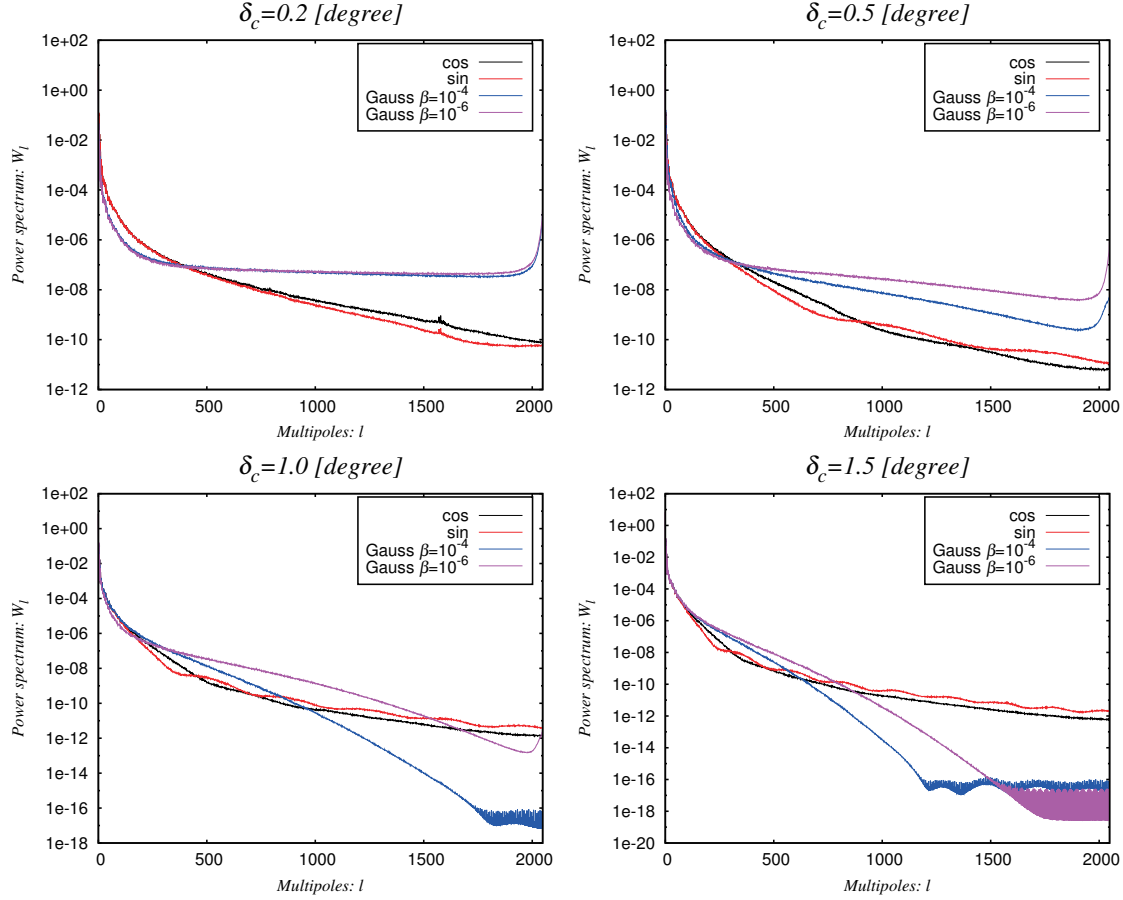 δc=0.2 [degree]
Power spectrum: Wl
1e+02
1e+00
1e-02
1e-04
1e-06
1e-08
1e-10
1e-12
cos
sin
Gauss β=10-4
Gauss β=10-6
0 500 1000 1500 2000
Multipoles: l
δc=0.5 [degree]
Power spectrum: Wl
1e+02
1e+00
1e-02
1e-04
1e-06
1e-08
1e-10
1e-12
cos
sin
Gauss β=10-4
Gauss β=10-6
0 500 1000 1500 2000
Multipoles: l
δc=1.0 [degree]
Power spectrum: Wl
1e+02
1e+00
1e-02
1e-04
1e-06
1e-08
1e-10
1e-12
1e-14
1e-16
1e-18
cos
sin
Gauss β=10-4
Gauss β=10-6
0 500 1000 1500 2000
Multipoles: l
δc=1.5 [degree]
Power spectrum: Wl
1e+02
1e+00
1e-02
1e-04
1e-06
1e-08
1e-10
1e-12
1e-14
1e-16
1e-18
1e-20
cos
sin
Gauss β=10-4
Gauss β=10-6
0 500 1000 1500 2000
Multipoles: l